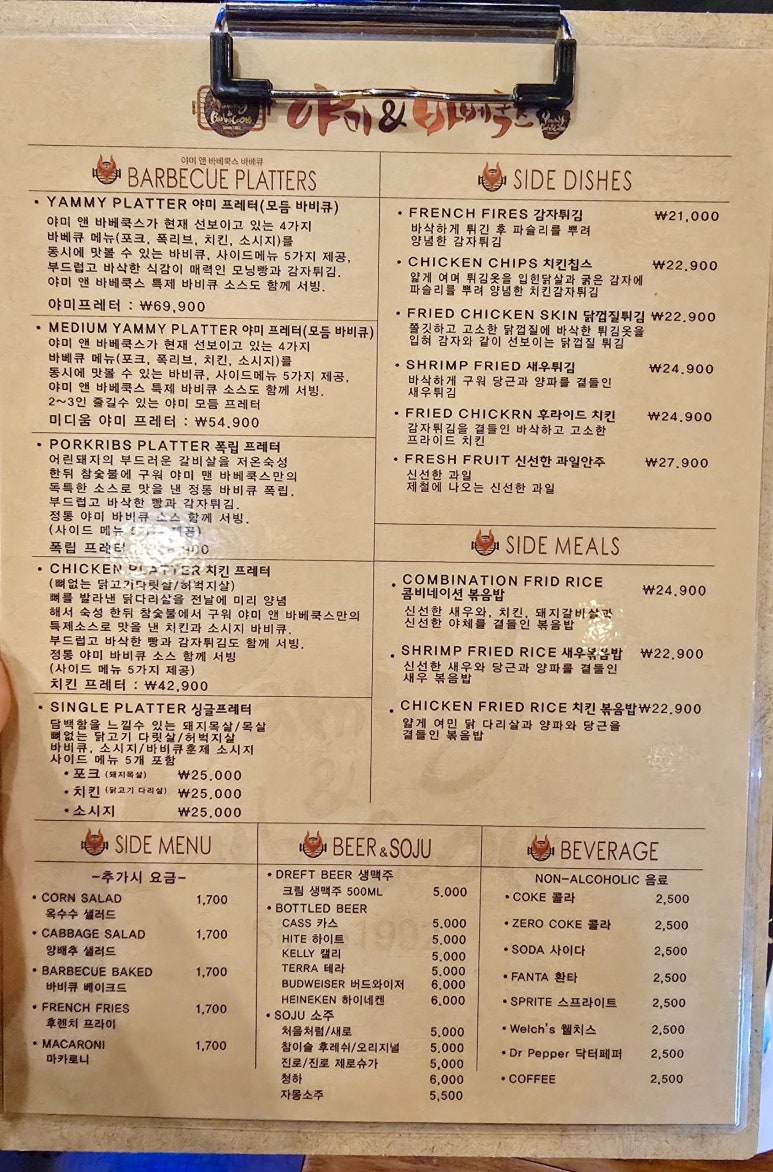 야미 & 바베쿡스
야미 앤 바베쿡스 바베큐
BARBECUE PLATTERS
• YAMMY PLATTER 야미 프레터(모듬 바비큐)
야미 앤 바베쿡스가 현재 선보이고 있는 4가지
바베큐 메뉴(포크, 폭리브, 치킨, 소시지)를
동시에 맛볼 수 있는 바비큐, 사이드메뉴 5가지 제공,
부드럽고 바삭한 식감이 매력인 모닝빵과 감자튀김.
야미 앤 바베쿡스 특제 바비큐 소스도 함께 서빙.
야미프레터 : ₩69,900
• MEDIUM YAMMY PLATTER 야미 프레터(모듬 바비큐)
야미 앤 바베쿡스가 현재 선보이고 있는 4가지
바베큐 메뉴(포크, 폭리브, 치킨, 소시지)를
동시에 맛볼 수 있는 바비큐, 사이드메뉴 5가지 제공,
야미 앤 바베쿡스 특제 바비큐 소스도 함께 서빙.
2~3인 즐길수 있는 야미 모듬 프레터
미디움 야미 프레터 : ₩54.900
• PORKRIBS PLATTER 폭립 프레터
어린돼지의 부드러운 갈비살을 저온숙성
한뒤 참숯불에 구워 야미 맨 바베쿡스만의
독특한 소스로 맛을 낸 정통 바비큐 폭립.
부드럽고 바삭한 빵과 감자튀김.
정통 야미 바비큐 소스 함께 서빙.
(사이드 메뉴 제공)
폭립 프레터 900
• CHICKEN PLATTER 치킨 프레터
(뼈없는 닭고기다릿살/허벅지살)
뼈를 발라낸 닭다리살을 전날에 미리 양념
해서 숙성 한뒤 참숯불에서 구워 야미 앤 바베쿡스만의
특제소스로 맛을 낸 치킨과 소시지 바비큐.
부드럽고 바삭한 빵과 감자튀김도 함께 서빙.
정통 야미 바비큐 소스 함께 서빙
(사이드 메뉴 5가지 제공)
치킨 프레터 : ₩42,900
• SINGLE PLATTER 싱글프레터
담백함을 느낄수 있는 돼지목살/목살
뼈없는 닭고기 다릿살/허벅지살
바비큐, 소시지/바비큐훈제 소시지
사이드 메뉴 5개 포함
• 포크 (돼지목살) ₩25.000
• 치킨 (닭고기 다리살) ₩25.000
• 소시지 ₩25.000
SIDE DISHES
• FRENCH FIRES 감자튀김 ₩21,000
바삭하게 튀긴 후 파슬리를 뿌려
양념한 감자튀김
• CHICKEN CHIPS 치킨칩스 ₩22.900
얇게 여며 튀김옷을 입힌닭살과 굵은 감자에
파슬리를 뿌려 양념한 치킨감자튀김
• FRIED CHICKEN SKIN 닭껍질튀김 ₩22.900
쫄깃하고 고소한 닭껍질에 바삭한 튀김옷을
입혀 감자와 같이 선보이는 닭껍질 튀김
• SHRIMP FRIED 새우튀김 ₩24.900
바삭하게 구워 당근과 양파를 곁들인
새우튀김
• FRIED CHICKRN 후라이드 치킨 ₩24.900
감자튀김을 곁들인 바삭하고 고소한
프라이드 치킨
• FRESH FRUIT 신선한 과일안주 ₩27.900
신선한 과일
제철에 나오는 신선한 과일
SIDE MEALS
• COMBINATION FRID RICE
콤비네이션 볶음밥 ₩24.900
신선한 새우와, 치킨, 돼지갈비살과
신선한 야체를 곁들인 볶음밥
• SHRIMP FRIED RICE 새우볶음밥 ₩22.900
신선한 새우와 당근과 양파를 곁들인
새우 볶음밥
• CHICKEN FRIED RICE 치킨 볶음밥 ₩22.900
얇게 여민 닭 다리살과 양파와 당근을
곁들인 볶음밥
SIDE MENU
-추가시 요금-
• CORN SALAD 1,700
옥수수 샐러드
• CABBAGE SALAD 1,700
양배추 샐러드
• BARBECUE BAKED 1,700
바비큐 베이크드
• FRENCH FRIES 1,700
후렌치 프라이
• MACARONI 1,700
마카로니
BEER & SOJU
• DREFT BEER 생맥주
크림 생맥주 500ML 5.000
• BOTTLED BEER
CASS 카스 5,000
HITE 하이트 5,000
KELLY 캘리 5,000
TERRA 테라 5,000
BUDWEISER 버드와이저 6,000
HEINEKEN 하이네켄 6,000
• SOJU 소주
처음처럼/새로 5,000
참이슬 후레쉬/오리지널 5,000
진로/진로 제로슈가 5,000
청하 6,000
자몽소주 5,500
BEVERAGE
NON-ALCOHOLIC 음료
• COKE 콜라 2,500
• ZERO COKE 콜라 2,500
• SODA 사이다 2,500
• FANTA 환타 2,500
• SPRITE 스프라이트 2,500
• Welch's 웰치스 2,500
• Dr Pepper 닥터페퍼 2,500
• COFFEE 2,500